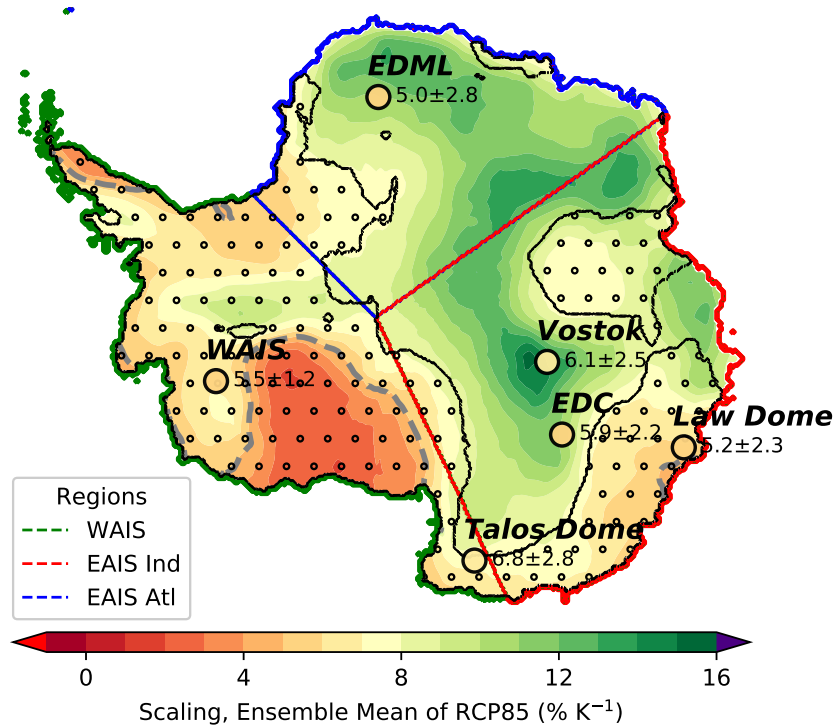 EDML
5.0±2.8
Vostok
6.1±2.5
WAIS
5.5±1.2
EDC
5.9±2.2
Law Dome
5.2±2.3
Talos Dome
6.8±2.8
Regions
WAIS
EAIS Ind
EAIS Atl
0 4 8 12 16
Scaling, Ensemble Mean of RCP85 (% K⁻¹)